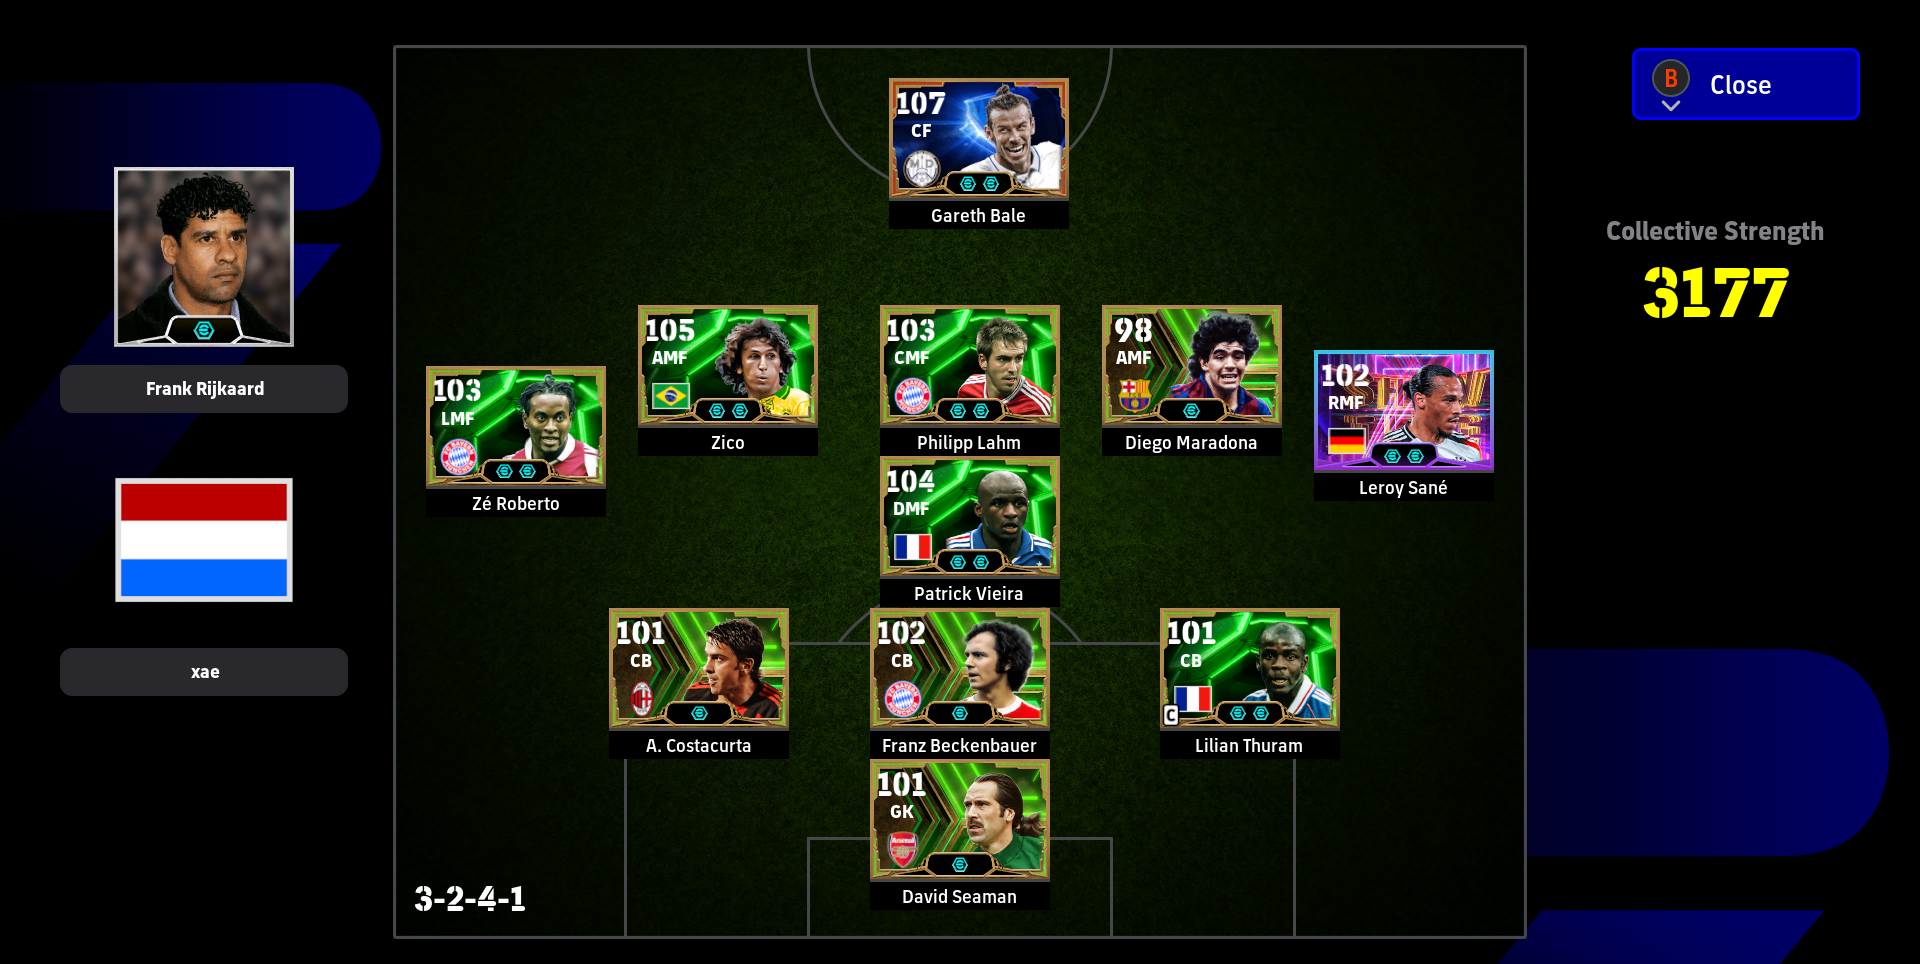 B Close
Collective Strength
3177
Frank Rijkaard
xae
107
CF
Gareth Bale
105
AMF
Zico
103
CMF
Philipp Lahm
98
AMF
Diego Maradona
103
LMF
Zé Roberto
102
RMF
Leroy Sané
104
DMF
Patrick Vieira
101
CB
A. Costacurta
102
CB
Franz Beckenbauer
101
CB
C
Lilian Thuram
101
GK
Arsenal
David Seaman
3-2-4-1